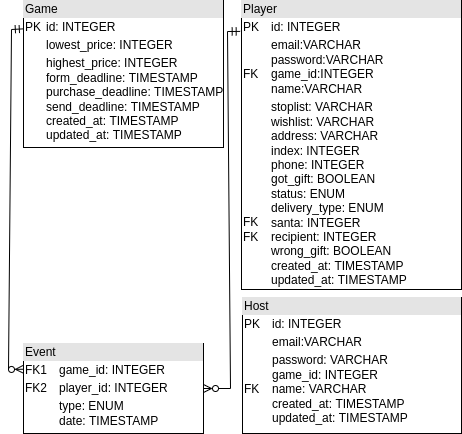 Game
PK id: INTEGER
lowest_price: INTEGER
highest_price: INTEGER
form_deadline: TIMESTAMP
purchase_deadline: TIMESTAMP
send_deadline: TIMESTAMP
created_at: TIMESTAMP
updated_at: TIMESTAMP
Player
PK id: INTEGER
email:VARCHAR
password:VARCHAR
FK game_id:INTEGER
name:VARCHAR
stoplist: VARCHAR
wishlist: VARCHAR
address: VARCHAR
index: INTEGER
phone: INTEGER
got_gift: BOOLEAN
status: ENUM
delivery_type: ENUM
FK santa: INTEGER
FK recipient: INTEGER
wrong_gift: BOOLEAN
created_at: TIMESTAMP
updated_at: TIMESTAMP
Event
FK1 game_id: INTEGER
FK2 player_id: INTEGER
type: ENUM
date: TIMESTAMP
Host
PK id: INTEGER
email:VARCHAR
password: VARCHAR
game_id: INTEGER
FK name: VARCHAR
created_at: TIMESTAMP
updated_at: TIMESTAMP